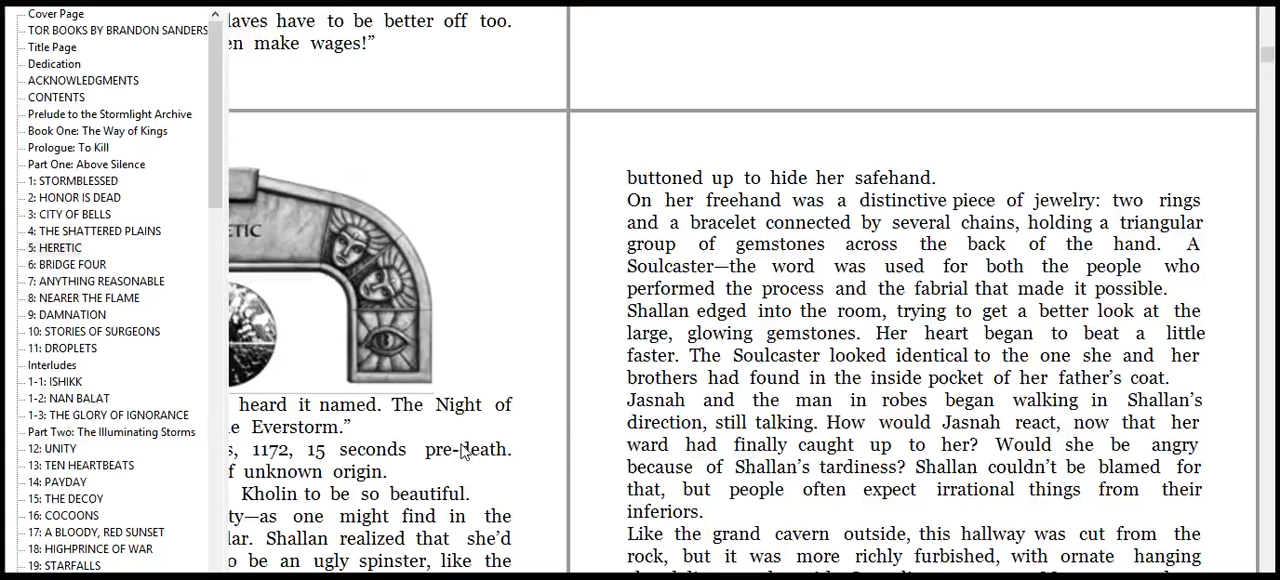 Cover Page
TOR BOOKS BY BRANDON SANDERS
Title Page
Dedication
ACKNOWLEDGMENTS
CONTENTS
Prelude to the Stormlight Archive
Book One: The Way of Kings
Prologue: To Kill
Part One: Above Silence
1: STORMBLESSED
2: HONOR IS DEAD
3: CITY OF BELLS
4: THE SHATTERED PLAINS
5: HERETIC
6: BRIDGE FOUR
7: ANYTHING REASONABLE
8: NEARER THE FLAME
9: DAMNATION
10: STORIES OF SURGEONS
11: DROPLETS
Interludes
1-1: ISHIKK
1-2: NAN BALAT
1-3: THE GLORY OF IGNORANCE
Part Two: The Illuminating Storms
12: UNITY
13: TEN HEARTBEATS
14: PAYDAY
15: THE DECOY
16: COCOONS
17: A BLOODY, RED SUNSET
18: HIGHPRINCE OF WAR
19: STARFALLS
laves have to be better off too.
en make wages!”
ETIC
heard it named. The Night of
e Everstorm.”
s, 1172, 15 seconds pre-death.
f unknown origin.
Kholin to be so beautiful.
ty—as one might find in the
lar. Shallan realized that she’d
o be an ugly spinster, like the
buttoned up to hide her safehand.
On her freehand was a distinctive piece of jewelry: two rings
and a bracelet connected by several chains, holding a triangular
group of gemstones across the back of the hand. A
Soulcaster—the word was used for both the people who
performed the process and the fabrial that made it possible.
Shallan edged into the room, trying to get a better look at the
large, glowing gemstones. Her heart began to beat a little
faster. The Soulcaster looked identical to the one she and her
brothers had found in the inside pocket of her father’s coat.
Jasnah and the man in robes began walking in Shallan’s
direction, still talking. How would Jasnah react, now that her
ward had finally caught up to her? Would she be angry
because of Shallan’s tardiness? Shallan couldn’t be blamed for
that, but people often expect irrational things from their
inferiors.
Like the grand cavern outside, this hallway was cut from the
rock, but it was more richly furbished, with ornate hanging